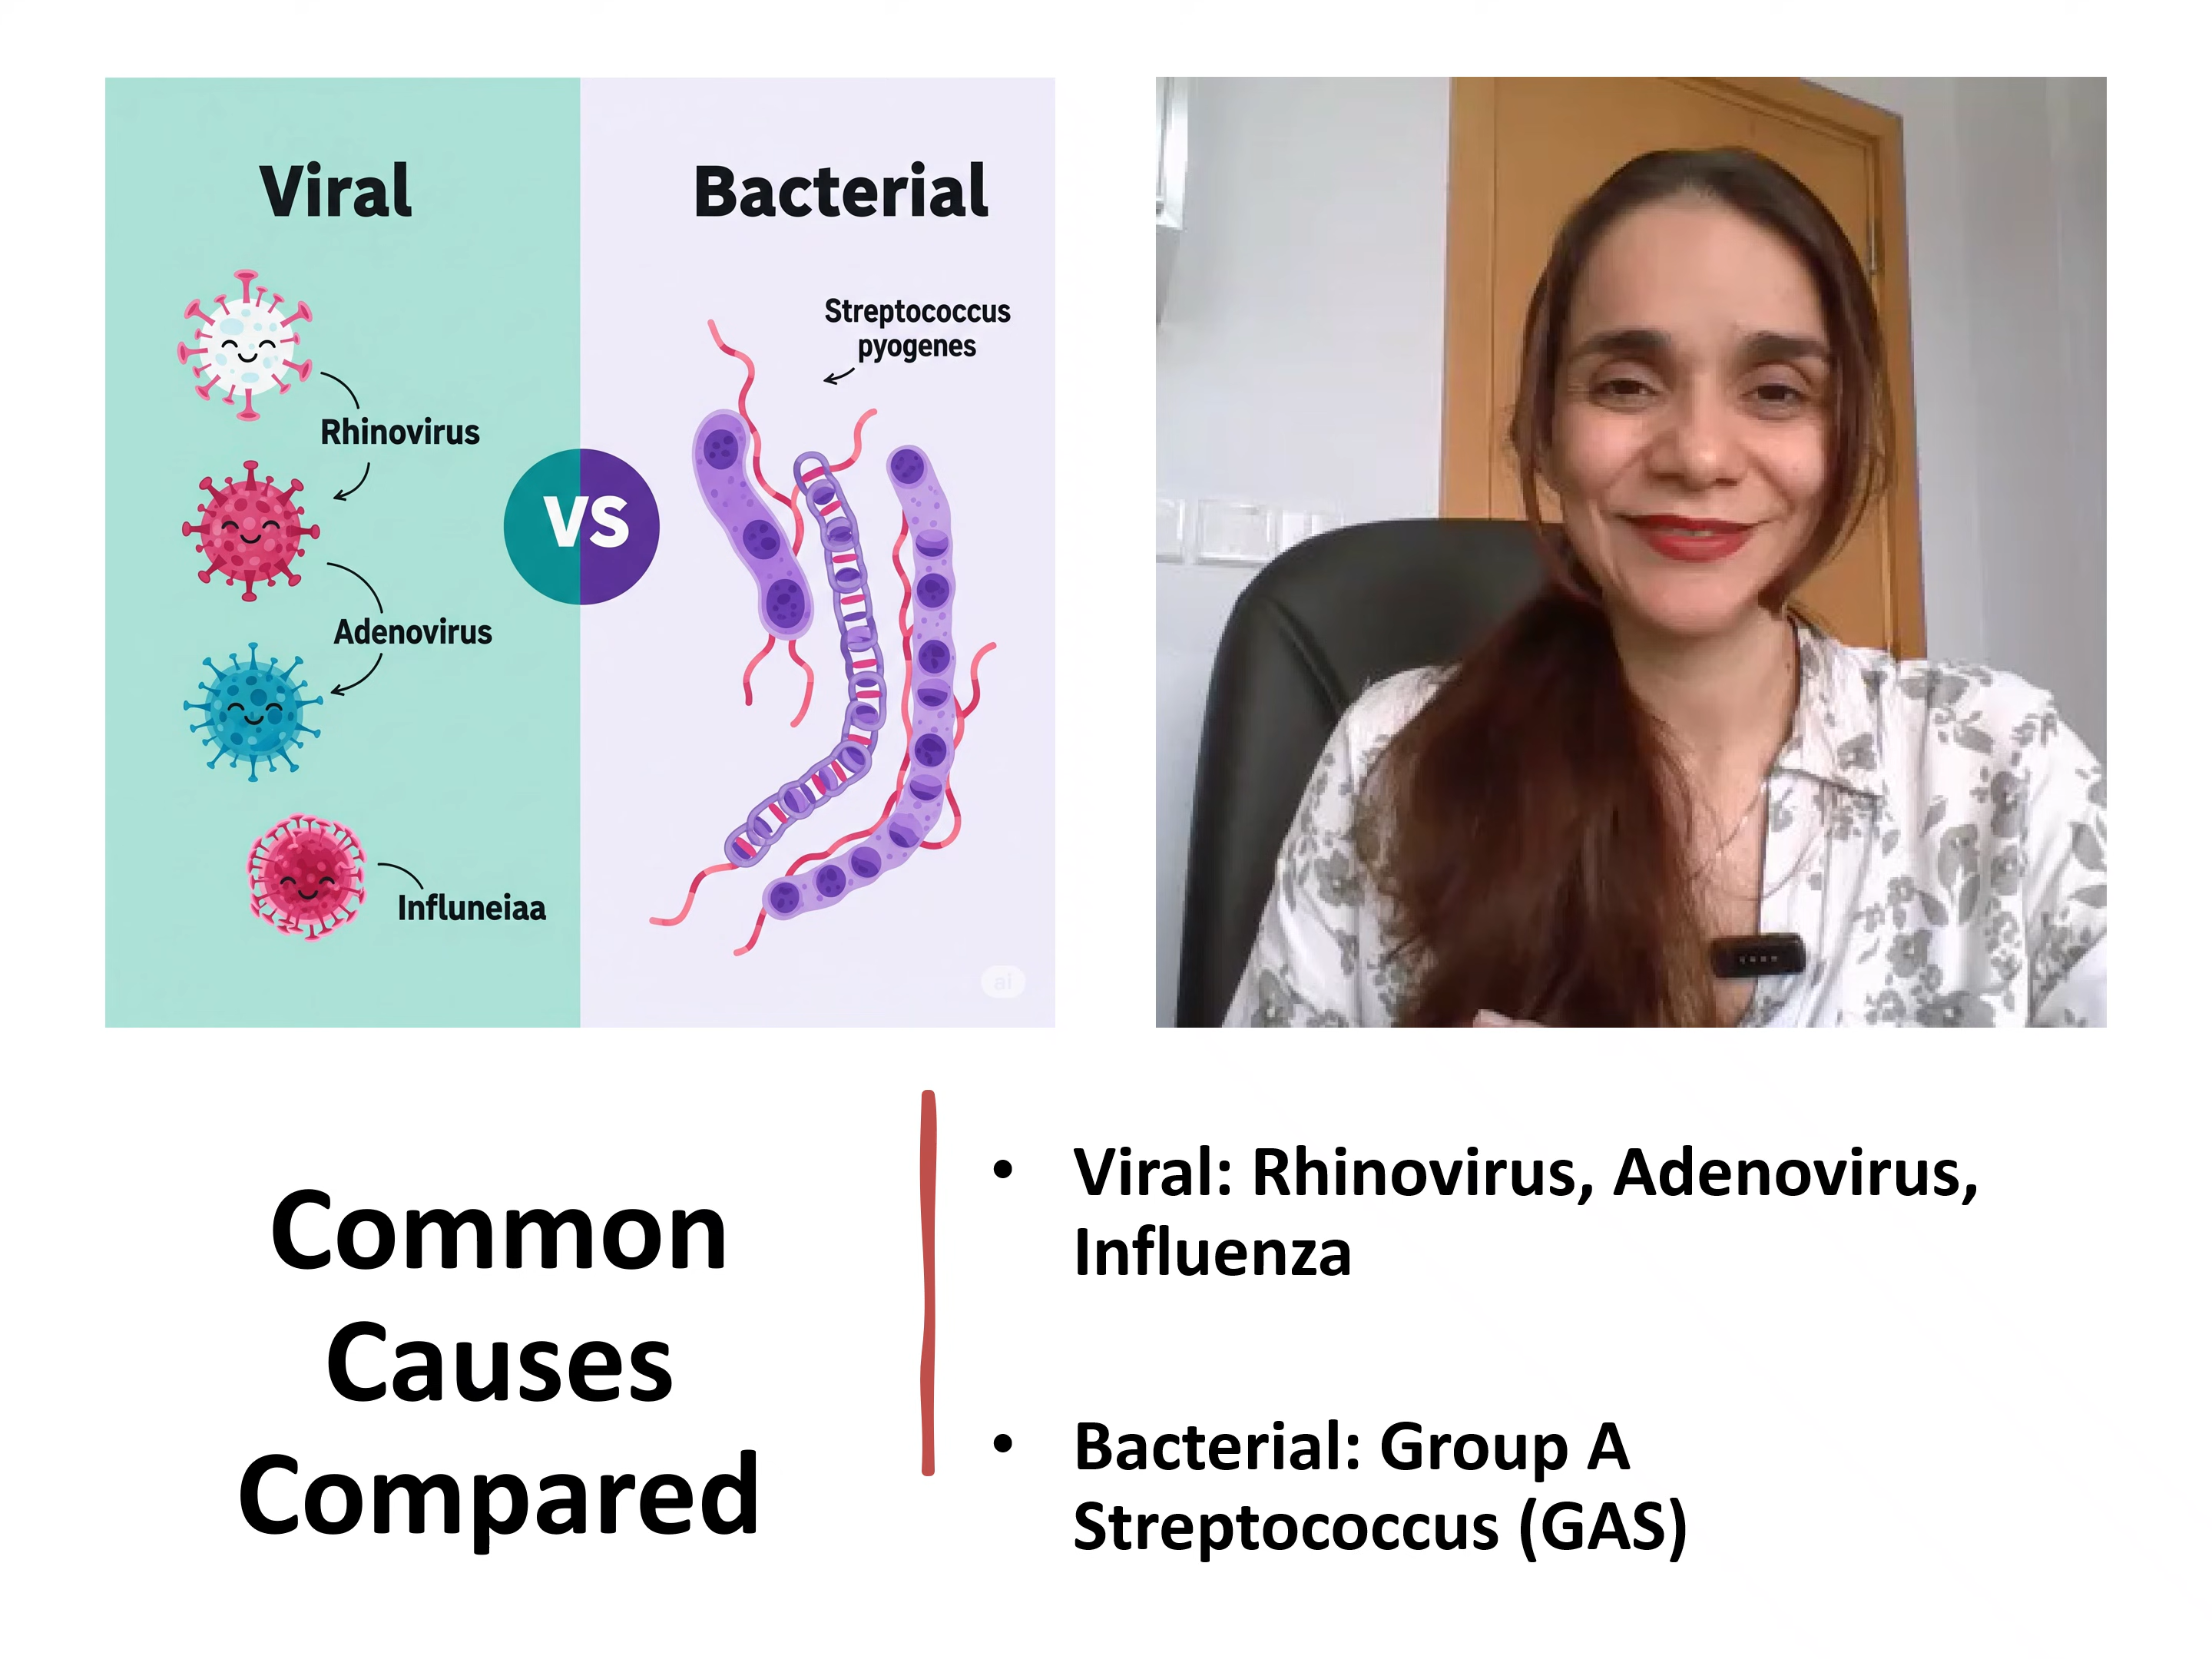 Viral
Bacterial
Streptococcus
pyogenes
Rhinovirus
VS
Adenovirus
Influneiaa
ai
Common
Causes
Compared
• Viral: Rhinovirus, Adenovirus,
Influenza
• Bacterial: Group A
Streptococcus (GAS)